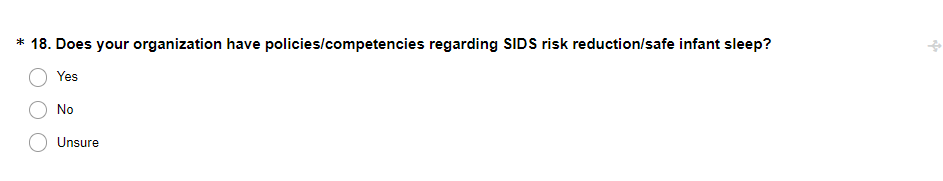 * 18. Does your organization have policies/competencies regarding SIDS risk reduction/safe infant sleep?
Yes
No
Unsure